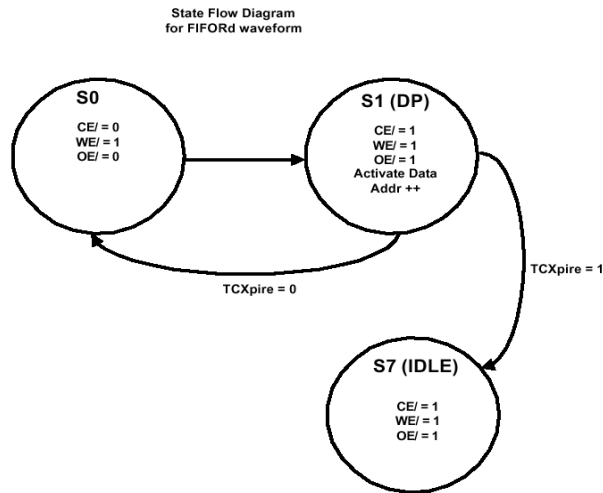 State Flow Diagram
for FIFORd waveform
S0
CE/ = 0
WE/ = 1
OE/ = 0
S1 (DP)
CE/ = 1
WE/ = 1
OE/ = 1
Activate Data
Addr ++
TCXpire = 0
TCXpire = 1
S7 (IDLE)
CE/ = 1
WE/ = 1
OE/ = 1